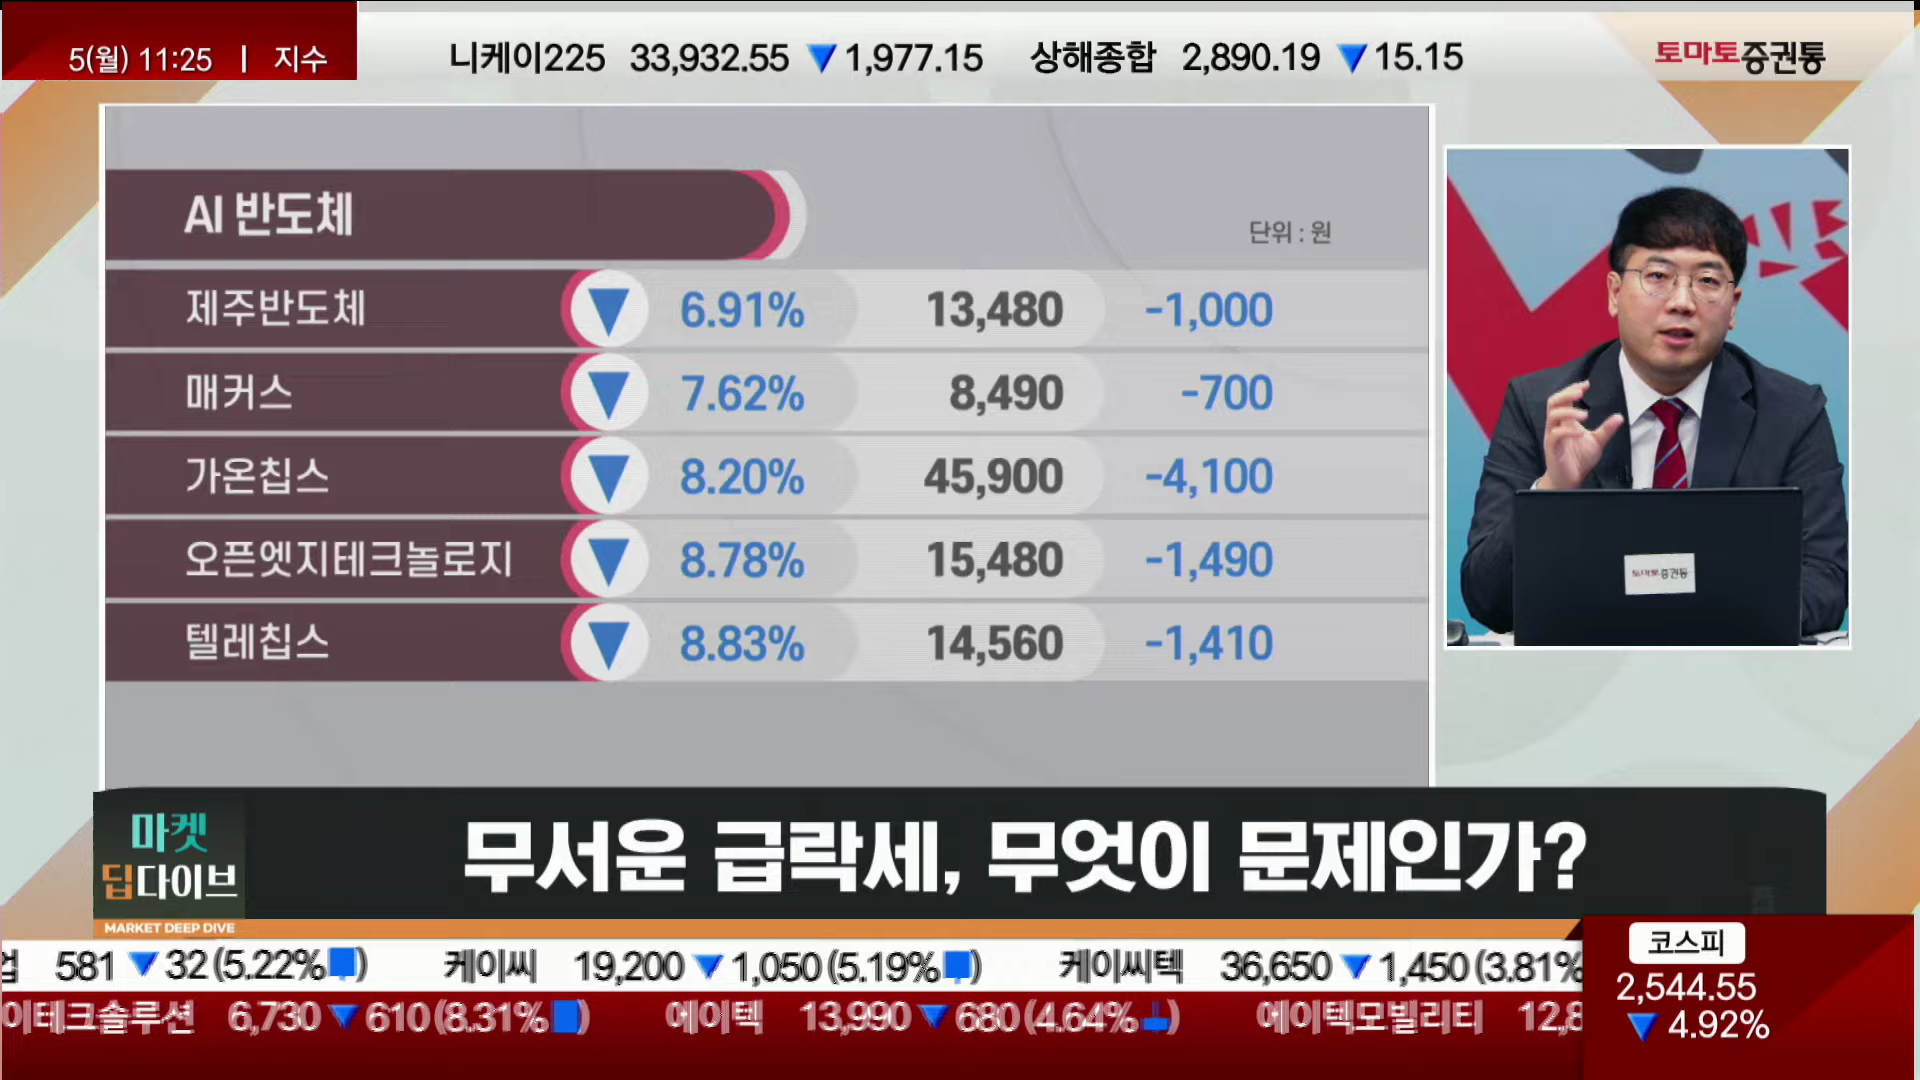 5(월) 11:25 | 지수
니케이225 33,932.55 ▼1,977.15 상해종합 2,890.19 ▼15.15
토마토증권통
AI 반도체
단위 : 원
제주반도체 ▼ 6.91% 13,480 -1,000
매커스 ▼ 7.62% 8,490 -700
가온칩스 ▼ 8.20% 45,900 -4,100
오픈엣지테크놀로지 ▼ 8.78% 15,480 -1,490
텔레칩스 ▼ 8.83% 14,560 -1,410
토마토증권통
마켓
딥다이브
MARKET DEEP DIVE
무서운 급락세, 무엇이 문제인가?
업 581 ▼32(5.22%) 케이씨 19,200 ▼1,050(5.19%) 케이씨텍 36,650 ▼1,450(3.81%
이테크솔루션 6,730 ▼610(8.31%) 에이텍 13,990 ▼680(4.64%) 에이텍모빌리티 12,8
코스피
2,544.55
▼ 4.92%